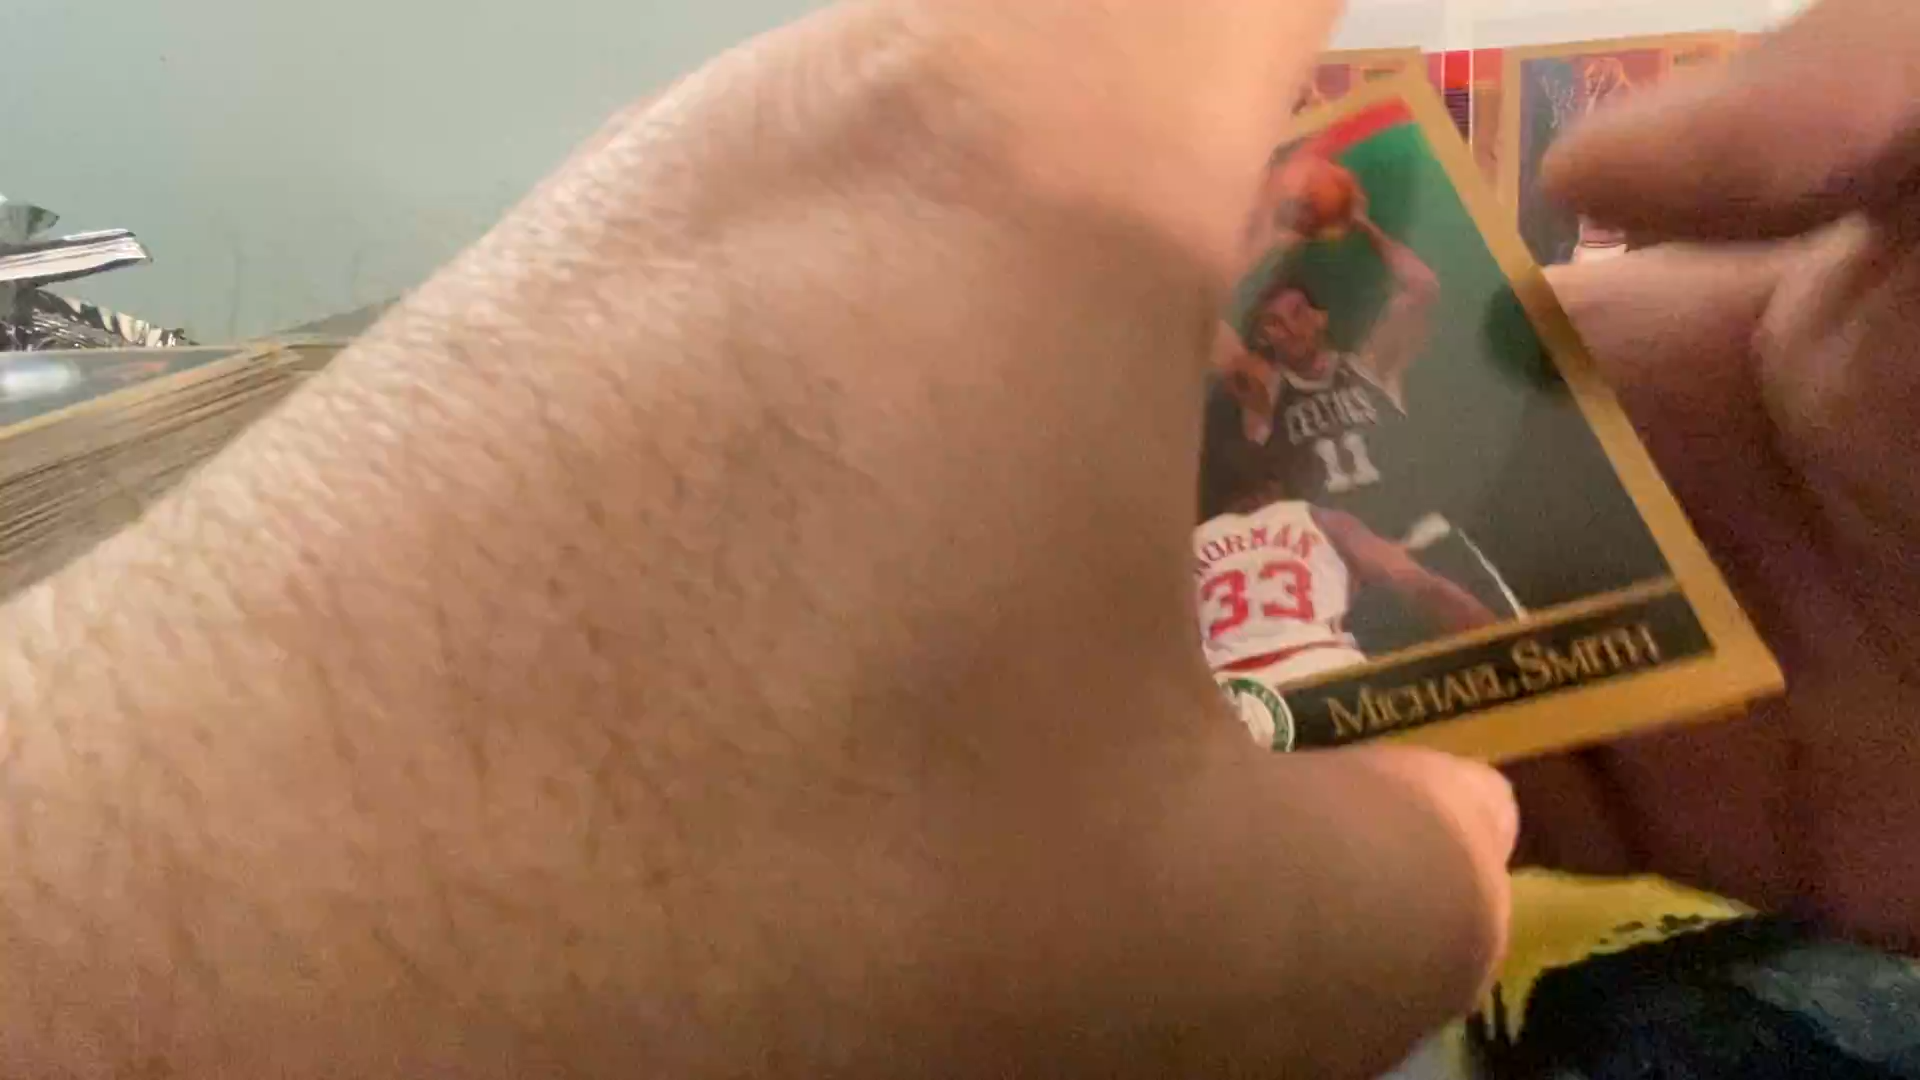 CELTICS
11
NORMAN
33
MICHAEL SMITH